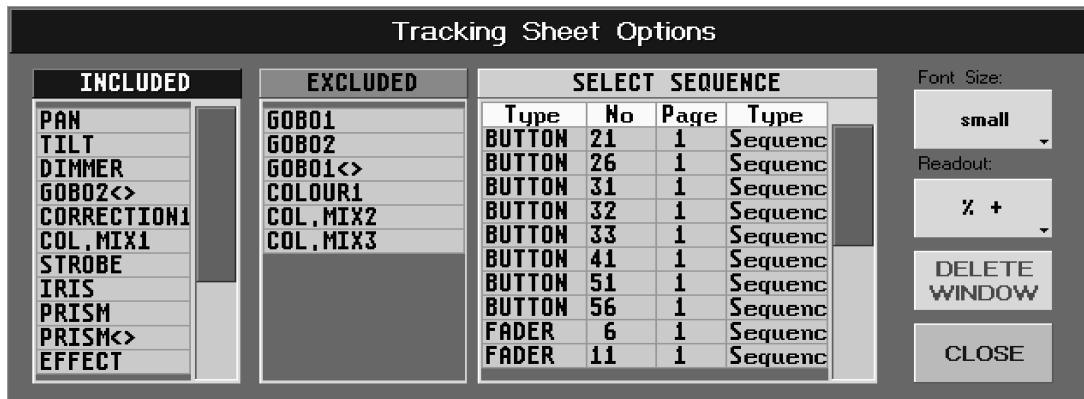 Tracking Sheet Options
INCLUDED
PAN
TILT
DIMMER
GOBO2<>
CORRECTION1
COL,MIX1
STROBE
IRIS
PRISM
PRISM<>
EFFECT
EXCLUDED
GOBO1
GOBO2
GOBO1<>
COLOUR1
COL,MIX2
COL,MIX3
SELECT SEQUENCE
Type No Page Type
BUTTON 21 1 Sequenc
BUTTON 26 1 Sequenc
BUTTON 31 1 Sequenc
BUTTON 32 1 Sequenc
BUTTON 33 1 Sequenc
BUTTON 41 1 Sequenc
BUTTON 51 1 Sequenc
BUTTON 56 1 Sequenc
FADER 6 1 Sequenc
FADER 11 1 Sequenc
Font Size:
small
Readout:
% +
DELETE
WINDOW
CLOSE